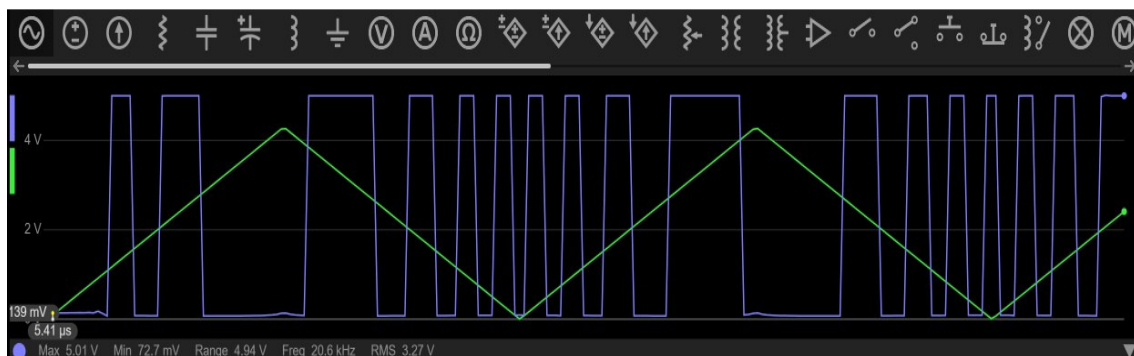 V A Ω M
4 V
2 V
139 mV
5.41 µs
Max 5.01 V Min 72.7 mV Range 4.94 V Freq 20.6 kHz RMS 3.27 V